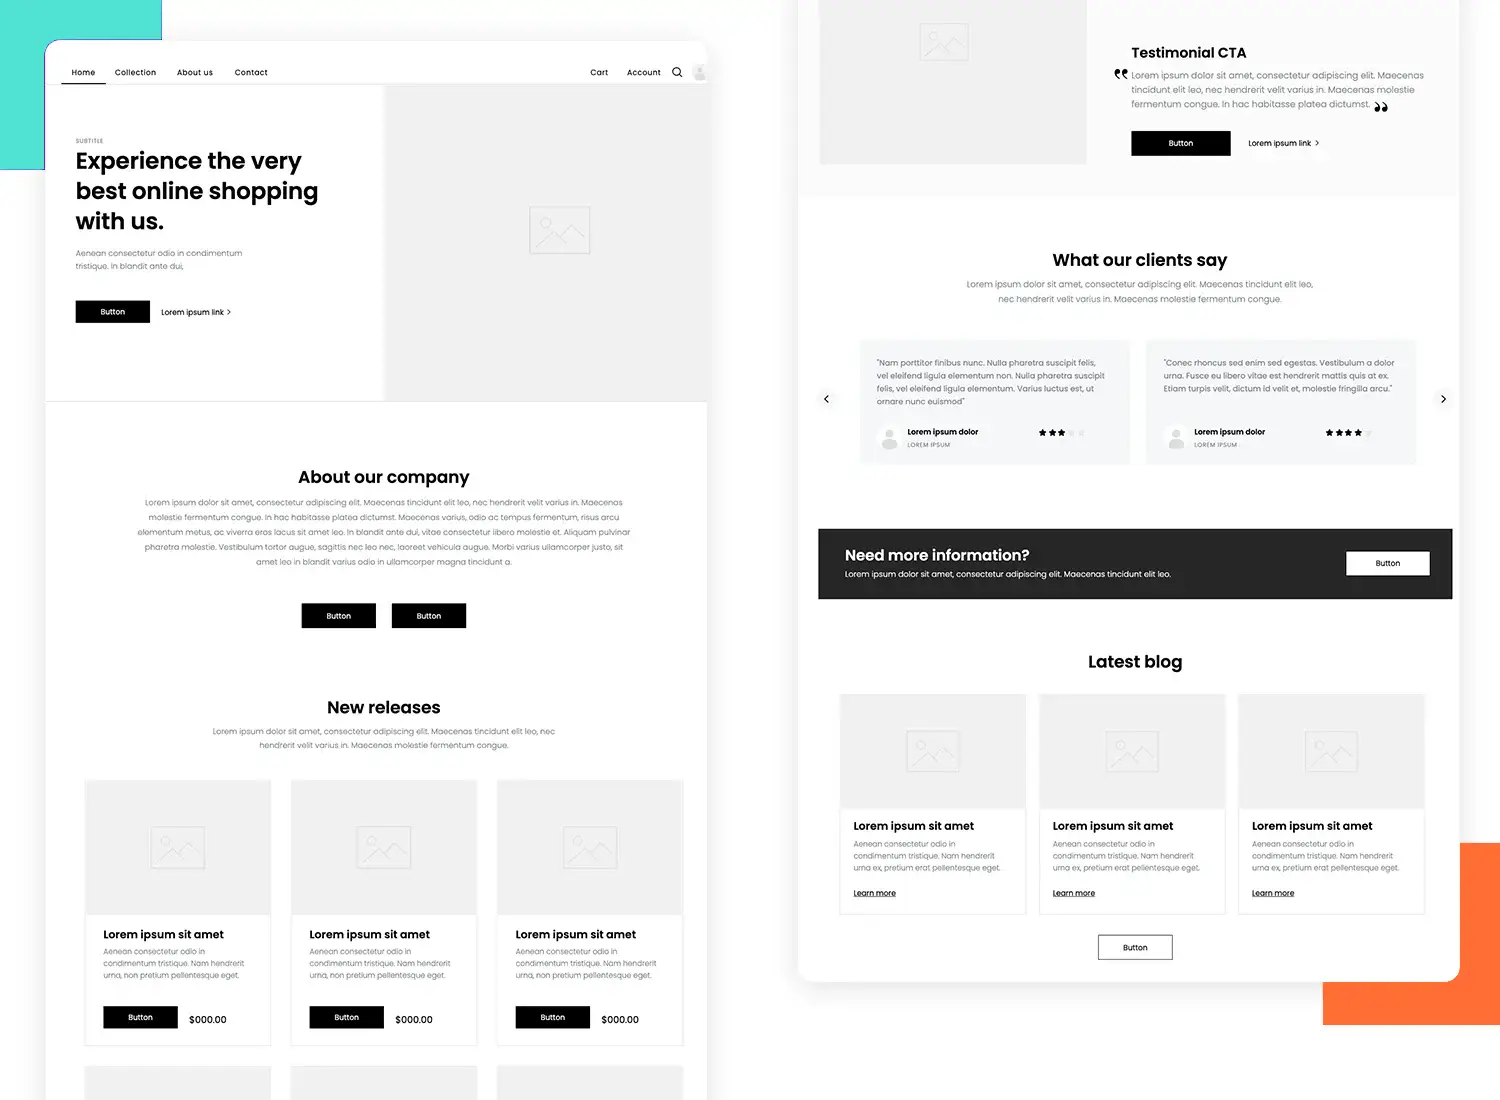 Home Collection About us Contact Cart Account
SUBTITLE
Experience the very
best online shopping
with us.
Aenean consectetur odio in condimentum
tristique. In blandit ante dui,
Button Lorem ipsum link >
About our company
Lorem ipsum dolor sit amet, consectetur adipiscing elit. Maecenas tincidunt elit leo, nec hendrerit velit varius in. Maecenas
molestie fermentum congue. In hac habitasse platea dictumst. Maecenas varius, odio ac tempus fermentum, risus arcu
elementum metus, ac viverra eras lacus sit amet leo. In blandit ante dui, vitae consectetur libero molestie et. Aliquam pulvinar
pharetra molestie. Vestibulum tortor augue, sagittis nec leo nec, laoreet vehicula augue. Morbi varius ullamcorper justo, sit
amet leo in blandit varius odio in ullamcorper magna tincidunt a.
Button Button
New releases
Lorem ipsum dolor sit amet, consectetur adipiscing elit. Maecenas tincidunt elit leo, nec
hendrerit velit varius in. Maecenas molestie fermentum congue.
Lorem ipsum sit amet
Aenean consectetur odio in
condimentum tristique. Nam hendrerit
urna, non pretium pellentesque eget.
Button $000.00
Lorem ipsum sit amet
Aenean consectetur odio in
condimentum tristique. Nam hendrerit
urna, non pretium pellentesque eget.
Button $000.00
Lorem ipsum sit amet
Aenean consectetur odio in
condimentum tristique. Nam hendrerit
urna, non pretium pellentesque eget.
Button $000.00
Testimonial CTA
❝ Lorem ipsum dolor sit amet, consectetur adipiscing elit. Maecenas
tincidunt elit leo, nec hendrerit velit varius in. Maecenas molestie
fermentum congue. In hac habitasse platea dictumst. ❞
Button Lorem ipsum link >
What our clients say
Lorem ipsum dolor sit amet, consectetur adipiscing elit. Maecenas tincidunt elit leo,
nec hendrerit velit varius in. Maecenas molestie fermentum congue.
"Nam porttitor finibus nunc. Nulla pharetra suscipit felis,
vel eleifend ligula elementum non. Nulla pharetra suscipit
felis, vel eleifend ligula elementum. Varius luctus est, ut
ornare nunc euismod"
Lorem ipsum dolor
LOREM IPSUM
"Conec rhoncus sed enim sed egestas. Vestibulum a dolor
urna. Fusce eu libero vitae est hendrerit mattis quis at ex.
Etiam turpis velit, dictum id velit et, molestie fringilla arcu."
Lorem ipsum dolor
LOREM IPSUM
Need more information?
Lorem ipsum dolor sit amet, consectetur adipiscing elit. Maecenas tincidunt elit leo.
Button
Latest blog
Lorem ipsum sit amet
Aenean consectetur odio in
condimentum tristique. Nam hendrerit
urna ex, pretium erat pellentesque eget.
Learn more
Lorem ipsum sit amet
Aenean consectetur odio in
condimentum tristique. Nam hendrerit
urna ex, pretium erat pellentesque eget.
Learn more
Lorem ipsum sit amet
Aenean consectetur odio in
condimentum tristique. Nam hendrerit
urna ex, pretium erat pellentesque eget.
Learn more
Button